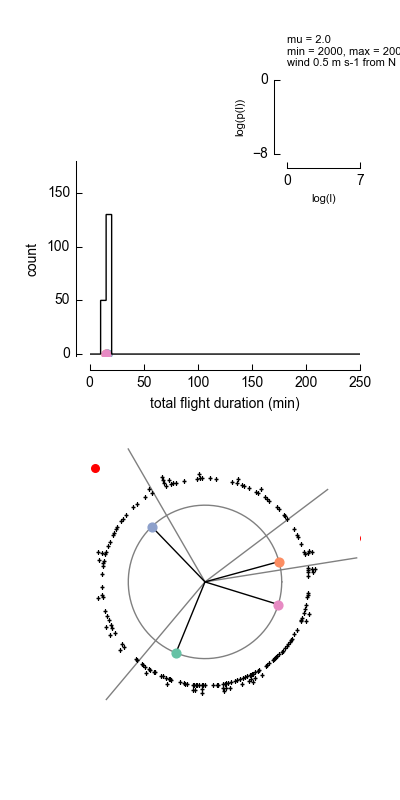 mu = 2.0
min = 2000, max = 200
wind 0.5 m s-1 from N
0
−8
log(p(l))
0 7
log(l)
150
100
50
0
count
0 50 100 150 200 250
total flight duration (min)